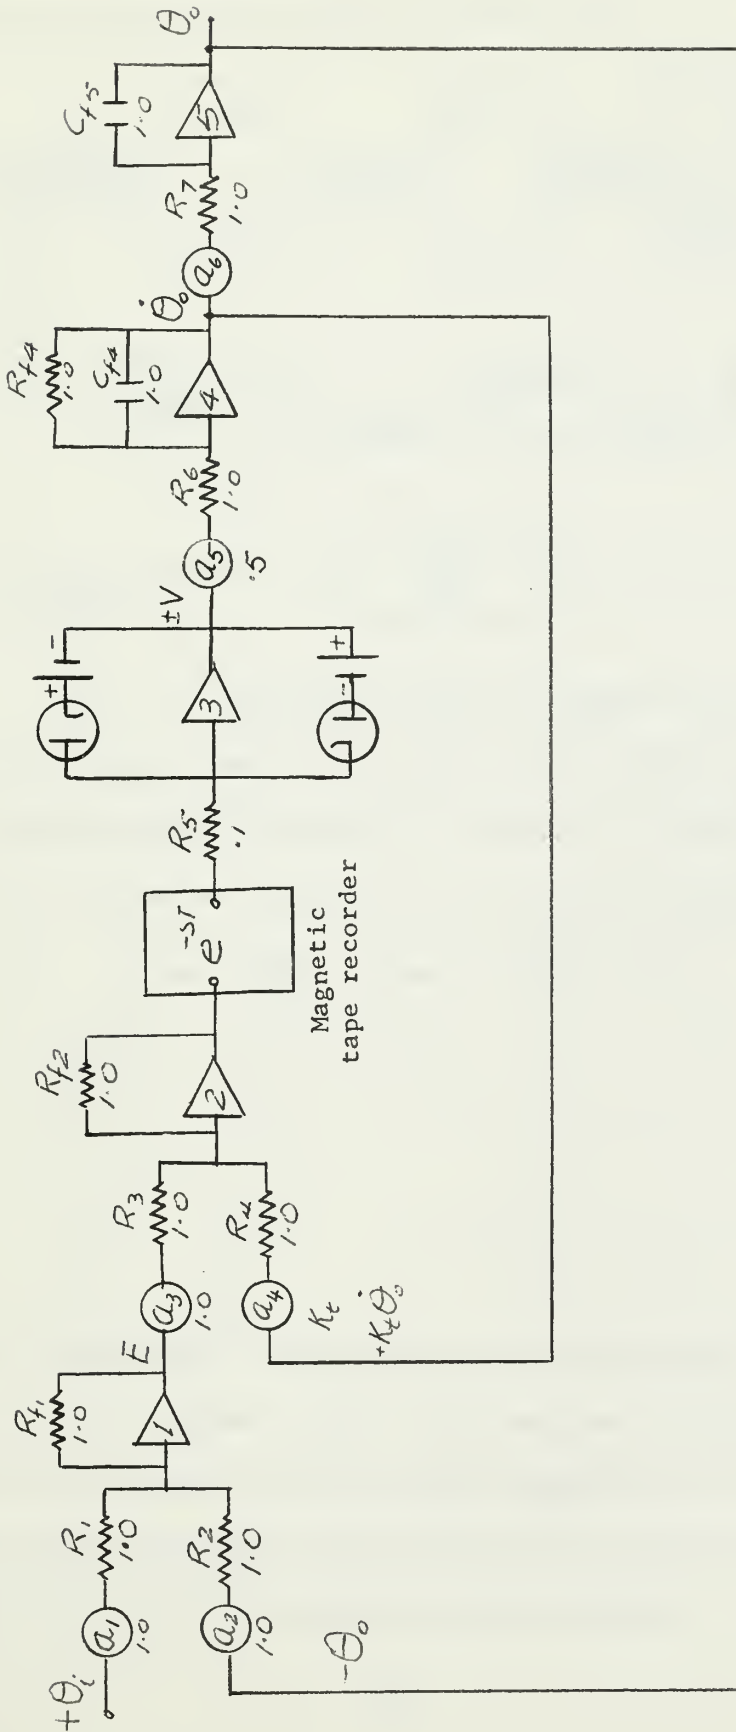 +θi
a1
1.0
R1
1.0
a2
1.0
R2
1.0
-θo
Rf1
1.0
1
E
a3
1.0
R3
1.0
a4
Kt
+Ktθ̇o
R4
1.0
Rf2
1.0
2
e-ST
Magnetic
tape recorder
R5
.1
+ -
3
- +
±V
a5
.5
R6
1.0
Rf4
1.0
Cf4
1.0
4
θ̇o
a6
R7
1.0
Cf5
1.0
5
θo